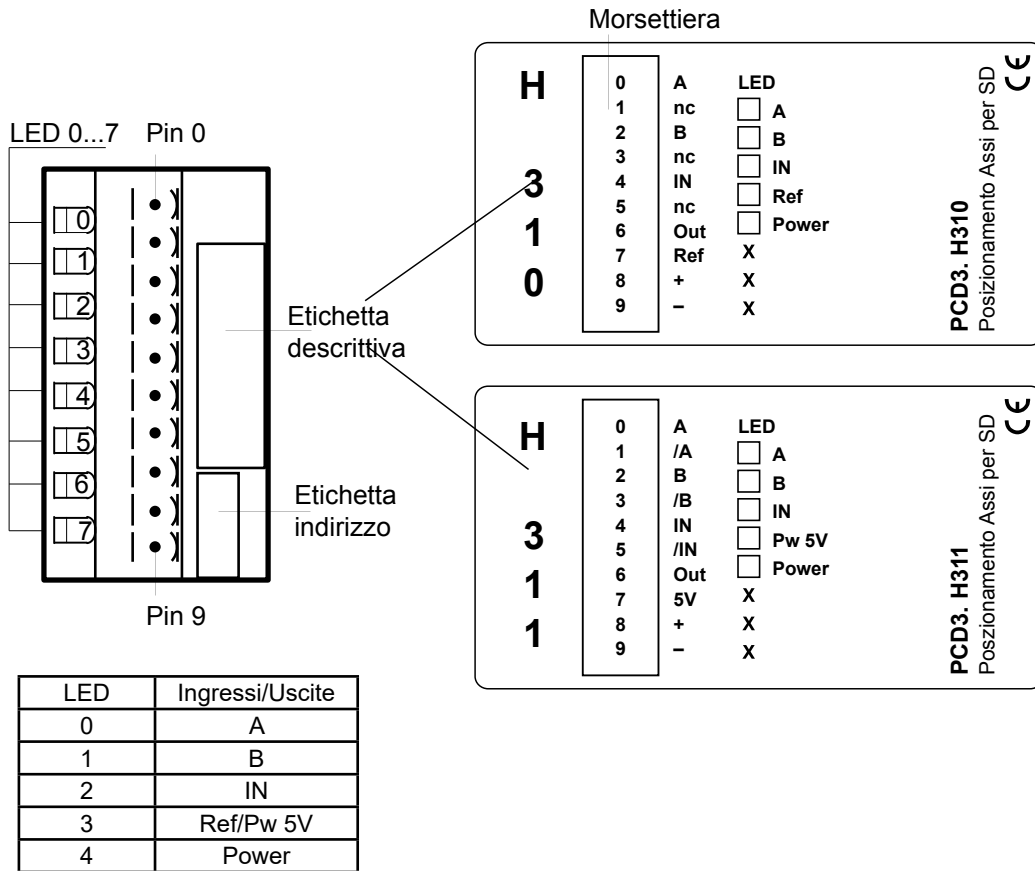 Morsettiera
LED 0...7 Pin 0
0
1
2
3
4
5
6
7
Pin 9
Etichetta
descrittiva
Etichetta
indirizzo
H
3
1
0
0 A LED
1 nc A
2 B B
3 nc IN
4 IN Ref
5 nc Power
6 Out X
7 Ref X
8 + X
9 –
PCD3. H310
Posizionamento Assi per SD
CE
H
3
1
1
0 A LED
1 /A A
2 B B
3 /B IN
4 IN Pw 5V
5 /IN Power
6 Out X
7 5V X
8 + X
9 –
PCD3. H311
Poszionamento Assi per SD
CE
LED Ingressi/Uscite
0 A
1 B
2 IN
3 Ref/Pw 5V
4 Power